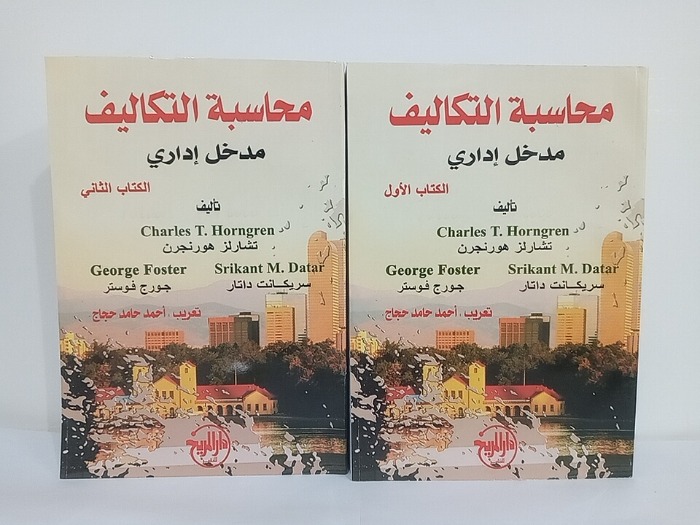 محاسبة التكاليف
مدخل إداري
الكتاب الثاني
تأليف
Charles T. Horngren
تشارلز هورنجرن
George Foster Srikant M. Datar
سريكانت داتار جورج فوستر
تعريب : أحمد حامد حجاج
دار المريخ
للنشر
محاسبة التكاليف
مدخل إداري
الكتاب الأول
تأليف
Charles T. Horngren
تشارلز هورنجرن
George Foster Srikant M. Datar
سريكانت داتار جورج فوستر
تعريب : أحمد حامد حجاج
دار المريخ
للنشر